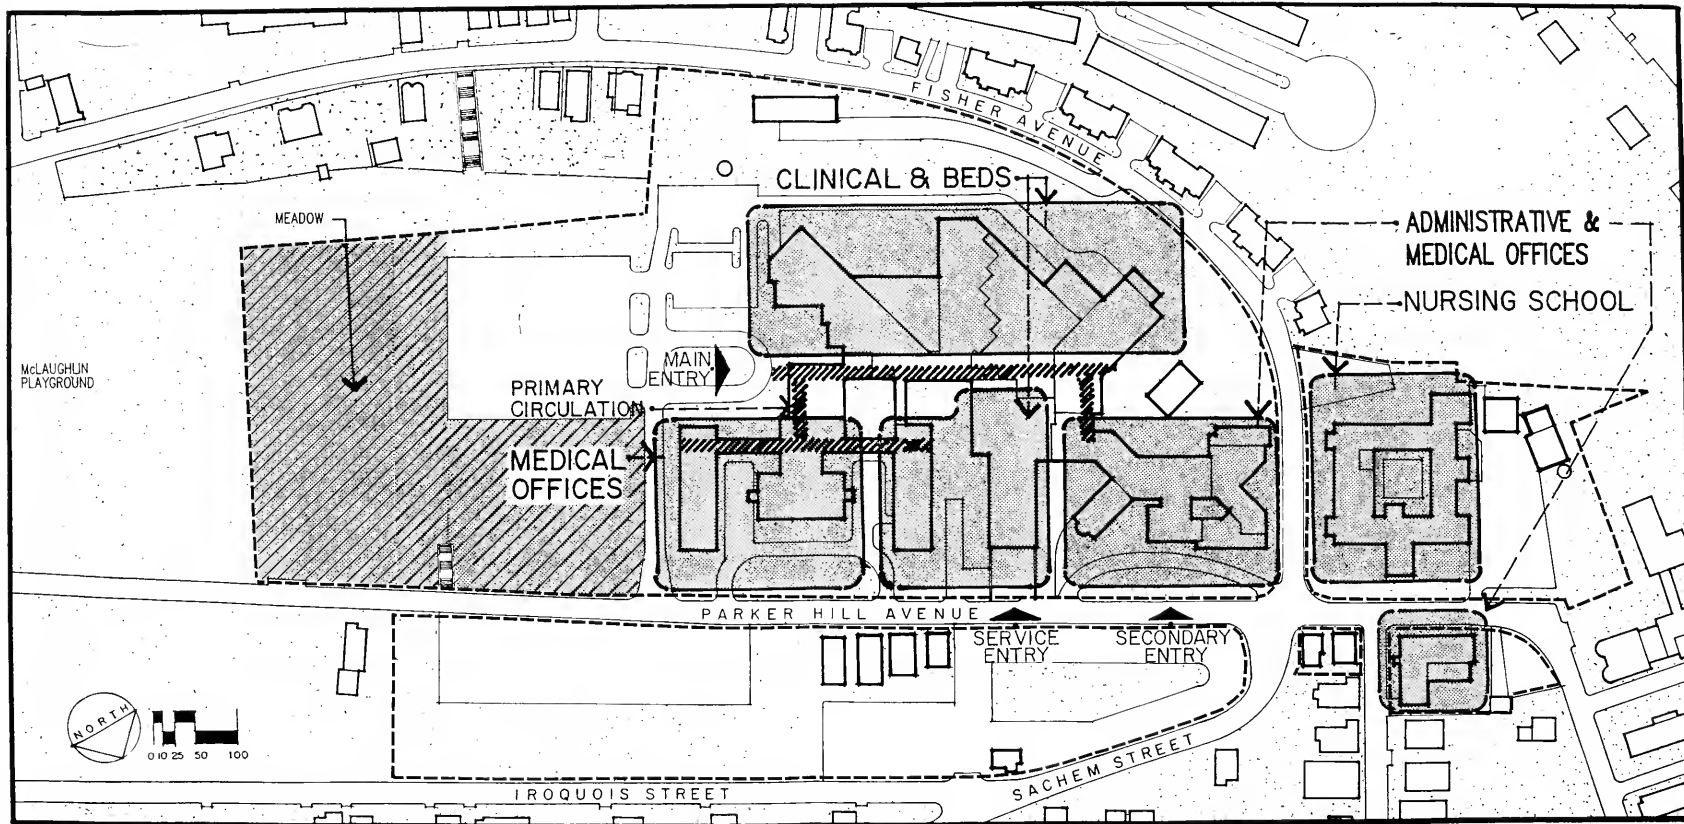 FISHER AVENUE
CLINICAL & BEDS
MEADOW
ADMINISTRATIVE &
MEDICAL OFFICES
NURSING SCHOOL
McLAUGHLIN
PLAYGROUND
MAIN
ENTRY
PRIMARY
CIRCULATION
MEDICAL
OFFICES
PARKER HILL AVENUE
SERVICE
ENTRY
SECONDARY
ENTRY
NORTH
0 10 25 50 100
SACHEM STREET
IROQUOIS STREET